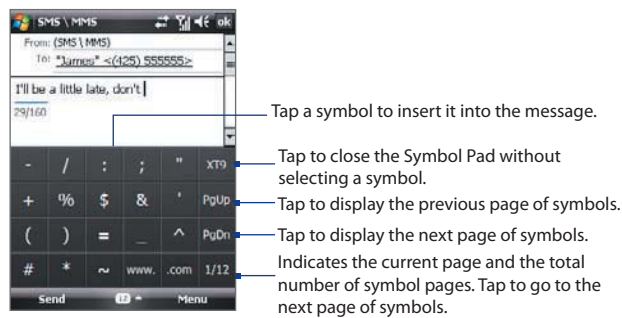 SMS \ MMS ok
From: (SMS \ MMS)
To: "James" <(425) 555555>
I'll be a little late, don't
29/160
- / : ; " XT9
+ % $ & ' PgUp
( ) = _ ^ PgDn
# * ~ www. .com 1/12
Send Menu
Tap a symbol to insert it into the message.
Tap to close the Symbol Pad without
selecting a symbol.
Tap to display the previous page of symbols.
Tap to display the next page of symbols.
Indicates the current page and the total
number of symbol pages. Tap to go to the
next page of symbols.